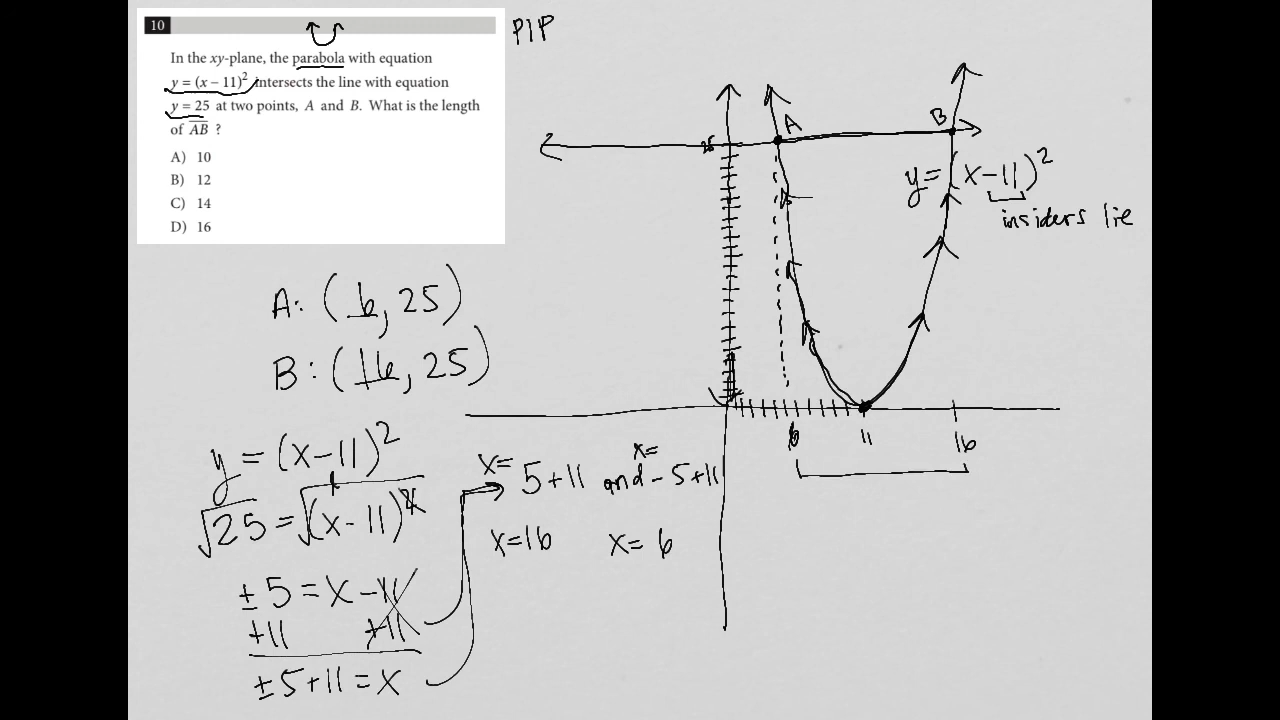 10
In the xy-plane, the parabola with equation
y = (x – 11)² intersects the line with equation
y = 25 at two points, A and B. What is the length
of AB ?
A) 10
B) 12
C) 14
D) 16
PIP
A
B
25
y = (x-11)²
insiders lie
6
11
16
A: (6, 25)
B: (16, 25)
y = (x-11)²
√25 = √(x-11)²
±5 = x-11
+11 +11
±5+11 = x
x= 5+11 and x= -5+11
x=16 x=6